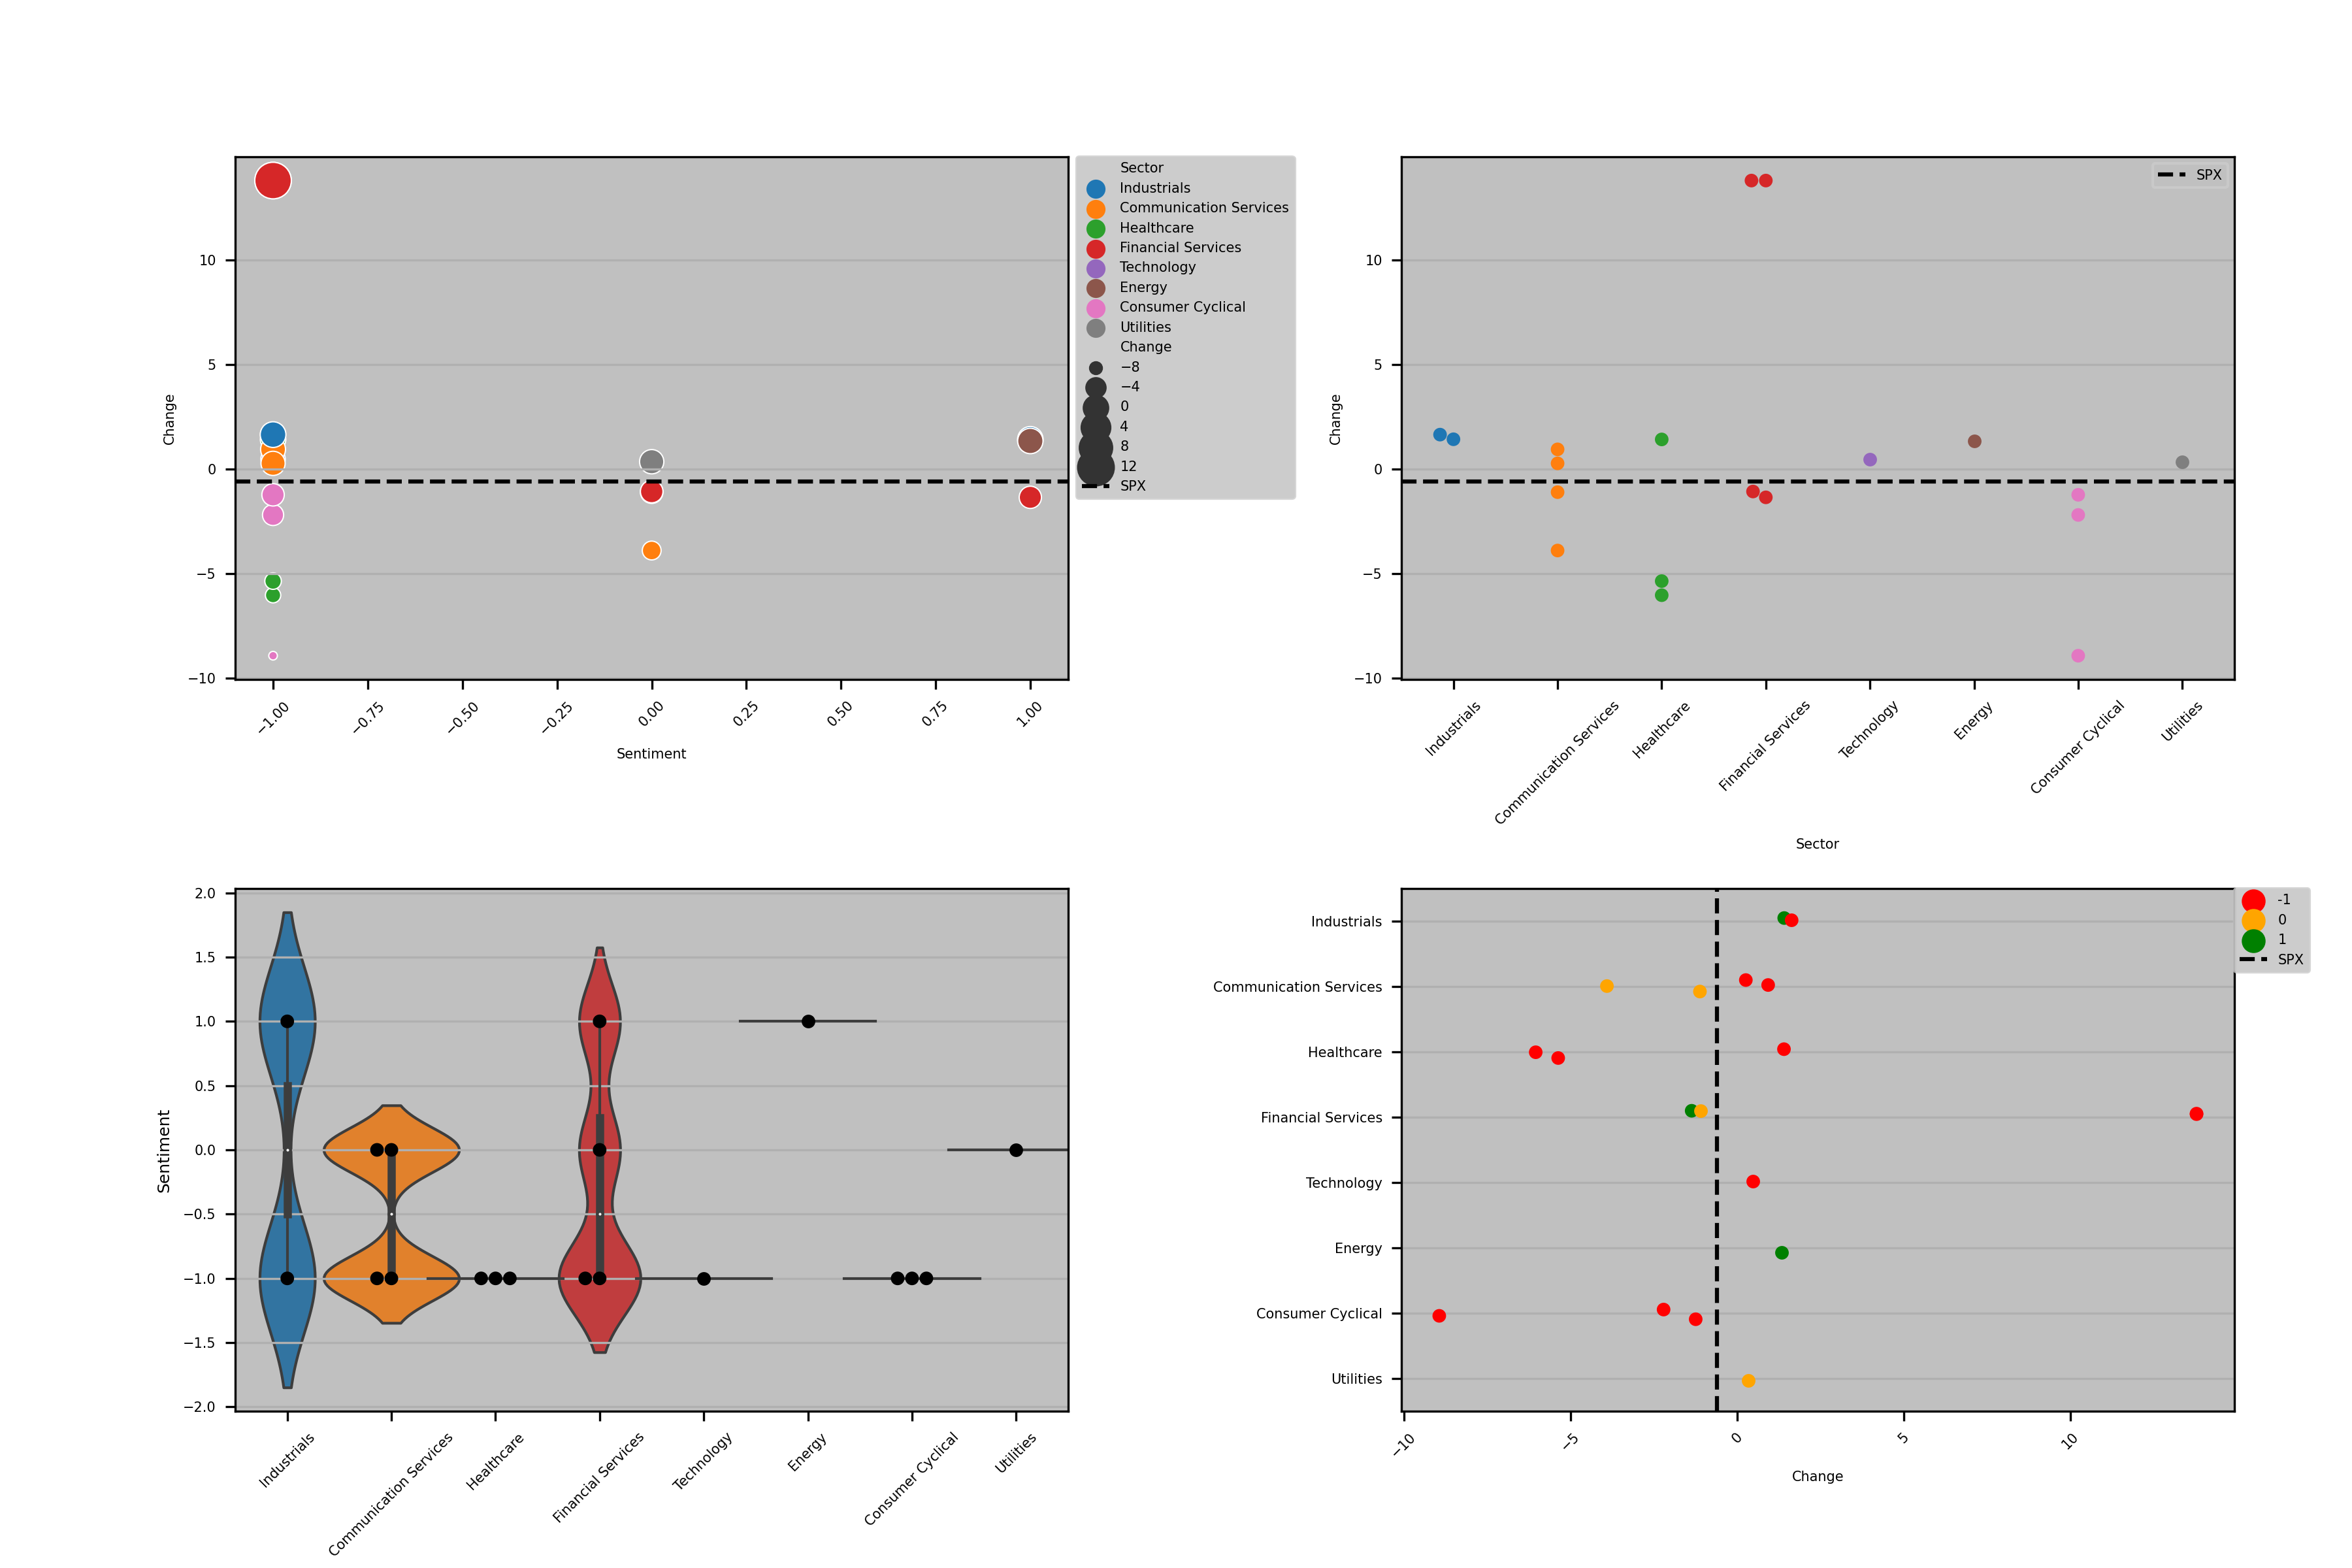 10
5
0
−5
−10
Change
−1.00
−0.75
−0.50
−0.25
0.00
0.25
0.50
0.75
1.00
Sentiment
Sector
Industrials
Communication Services
Healthcare
Financial Services
Technology
Energy
Consumer Cyclical
Utilities
Change
−8
−4
0
4
8
12
SPX
10
5
0
−5
−10
Change
SPX
Industrials
Communication Services
Healthcare
Financial Services
Technology
Energy
Consumer Cyclical
Utilities
Sector
2.0
1.5
1.0
0.5
0.0
−0.5
−1.0
−1.5
−2.0
Sentiment
Industrials
Communication Services
Healthcare
Financial Services
Technology
Energy
Consumer Cyclical
Utilities
Industrials
Communication Services
Healthcare
Financial Services
Technology
Energy
Consumer Cyclical
Utilities
−10
−5
0
5
10
Change
-1
0
1
SPX